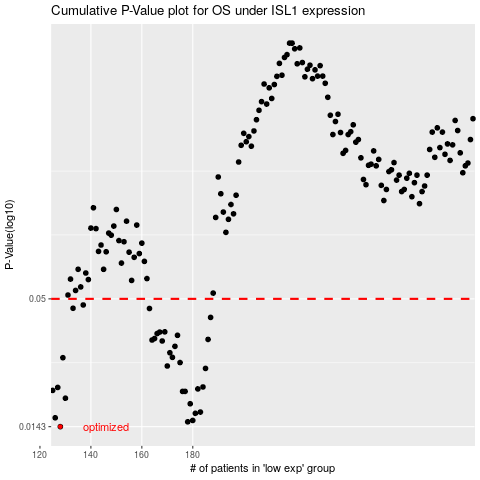 Cumulative P-Value plot for OS under ISL1 expression
P-Value(log10)
0.05
0.0143
optimized
120 140 160 180
# of patients in 'low exp' group